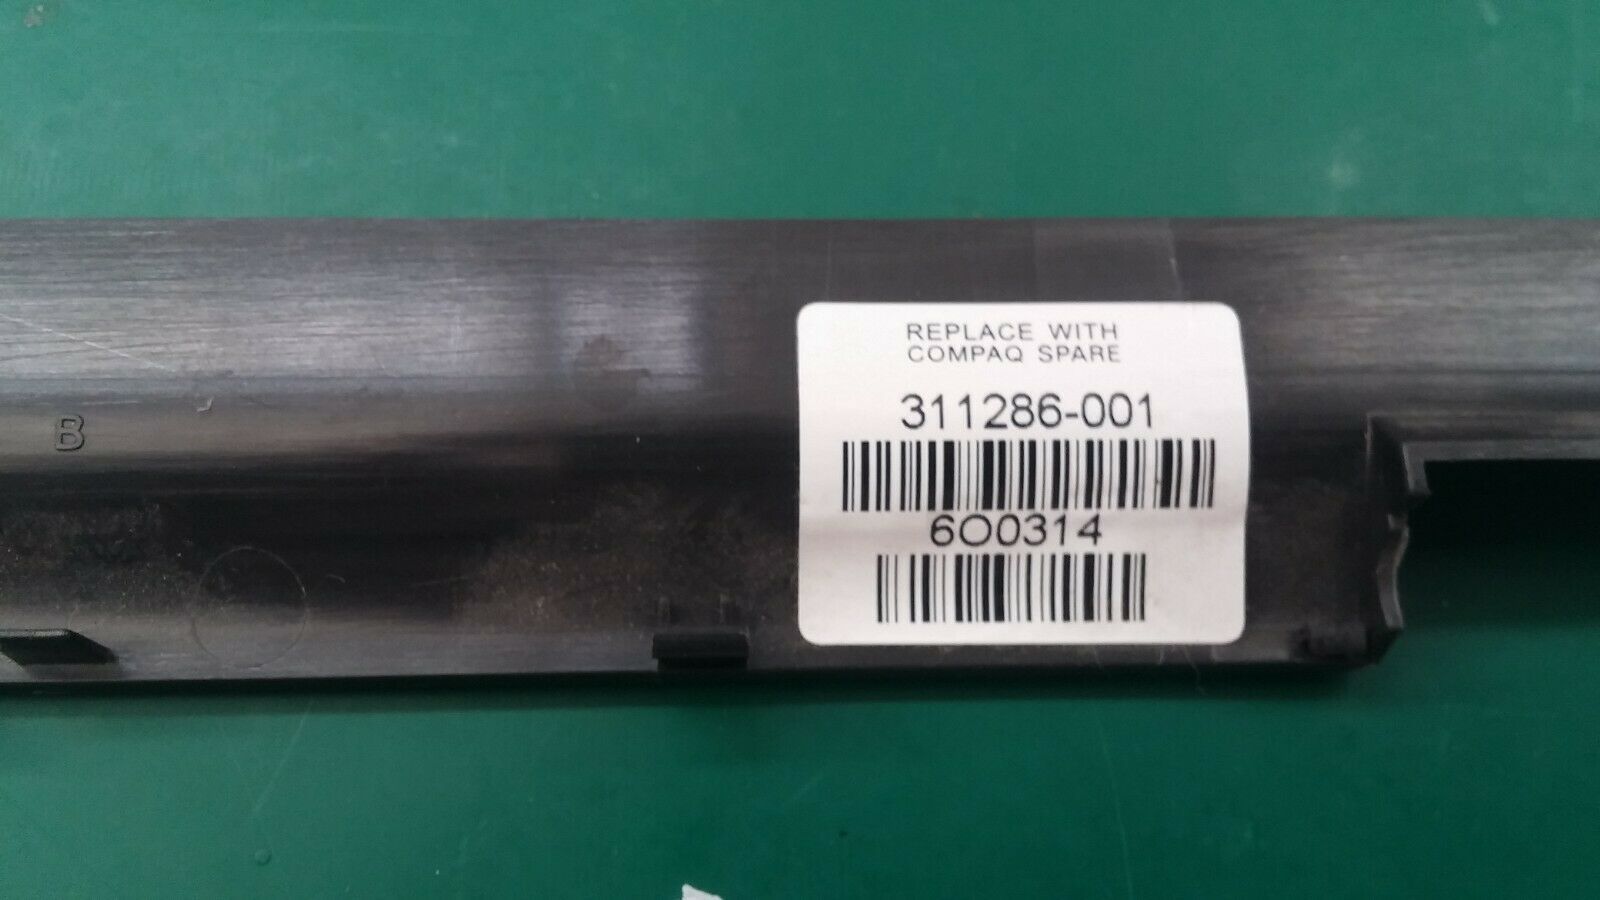 REPLACE WITH
COMPAQ SPARE
311286-001
6O0314
B